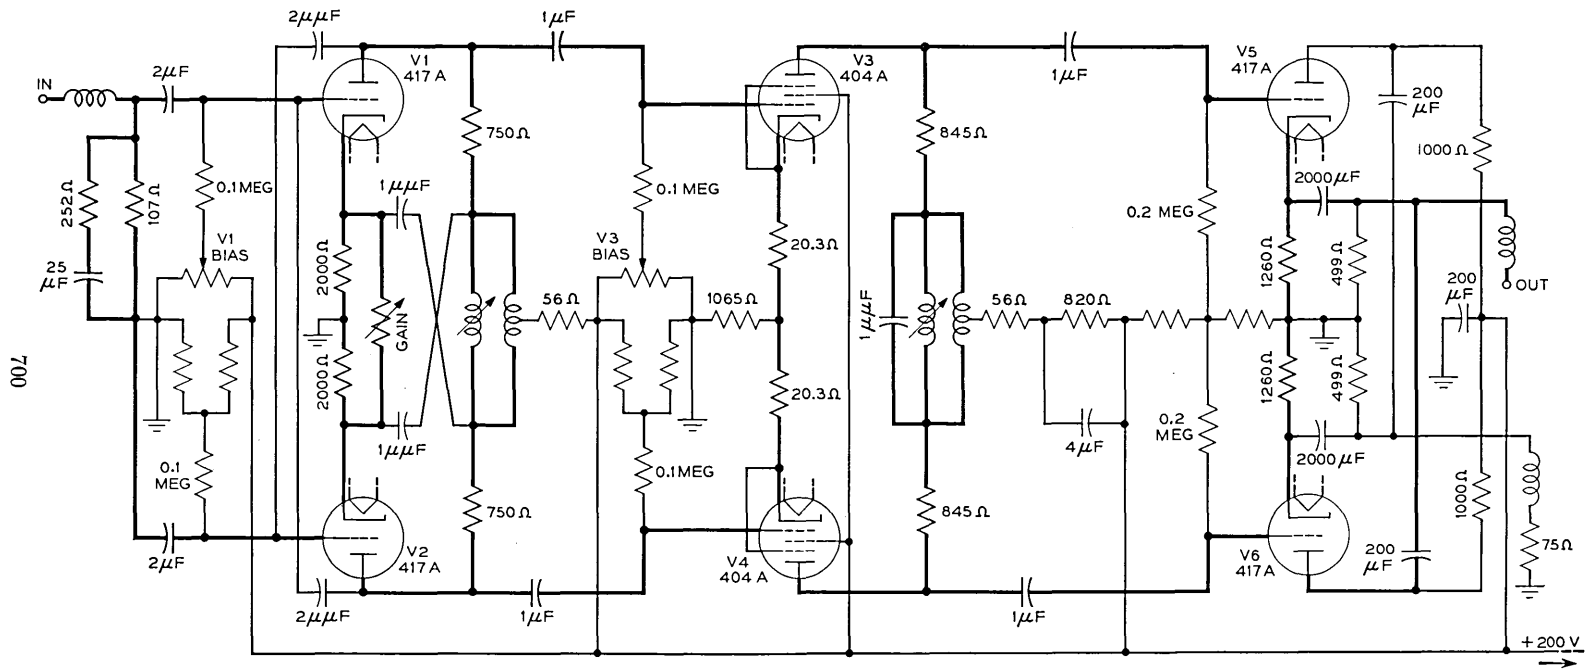 2μμF
1μF
V1
417A
V3
404A
V5
417A
IN
2μF
1μF
200
μF
750Ω
845Ω
1000Ω
252Ω
107Ω
0.1 MEG
1μμF
0.1 MEG
2000μF
V1
BIAS
2000Ω
V3
BIAS
20.3Ω
0.2 MEG
1260Ω
499Ω
25
μF
GAIN
56Ω
1065Ω
1μμF
56Ω
820Ω
200
μF
OUT
700
2000Ω
20.3Ω
1260Ω
499Ω
1μμF
0.1
MEG
0.1 MEG
4μF
0.2
MEG
2000μF
750Ω
845Ω
1000Ω
2μF
V2
417A
V4
404A
V6
417A
200
μF
75Ω
2μμF
1μF
1μF
+200 V